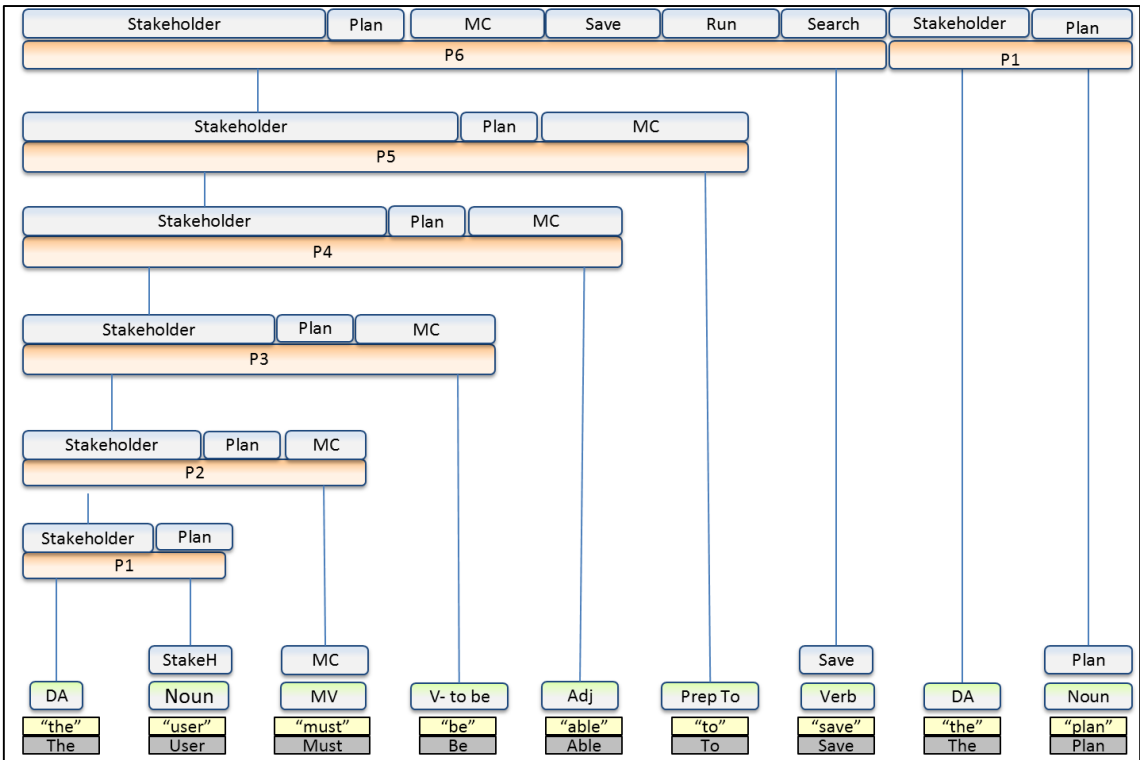 Stakeholder Plan MC Save Run Search Stakeholder Plan
P6 P1
Stakeholder Plan MC
P5
Stakeholder Plan MC
P4
Stakeholder Plan MC
P3
Stakeholder Plan MC
P2
Stakeholder Plan
P1
StakeH MC Save Plan
DA Noun MV V- to be Adj Prep To Verb DA Noun
“the” “user” “must” “be” “able” “to” “save” “the” “plan”
The User Must Be Able To Save The Plan